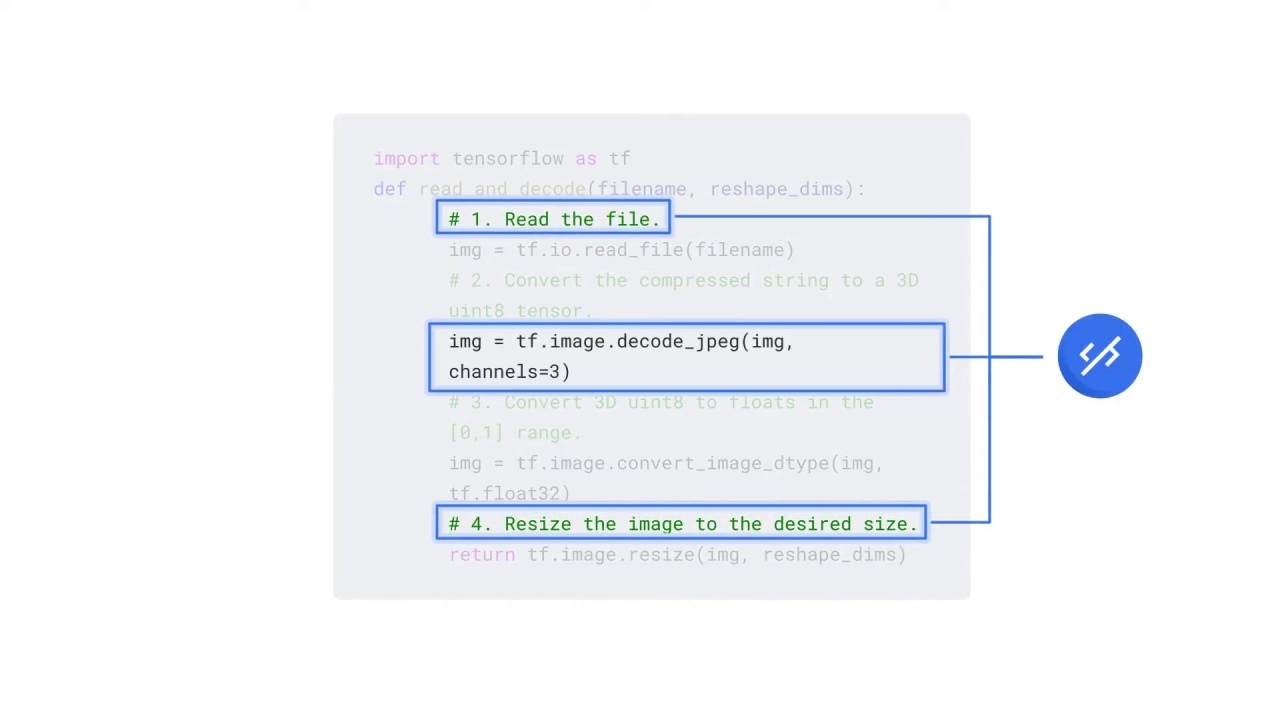 import tensorflow as tf
def read_and_decode(filename, reshape_dims):
# 1. Read the file.
img = tf.io.read_file(filename)
# 2. Convert the compressed string to a 3D
uint8 tensor.
img = tf.image.decode_jpeg(img,
channels=3)
# 3. Convert 3D uint8 to floats in the
[0,1] range.
img = tf.image.convert_image_dtype(img,
tf.float32)
# 4. Resize the image to the desired size.
return tf.image.resize(img, reshape_dims)